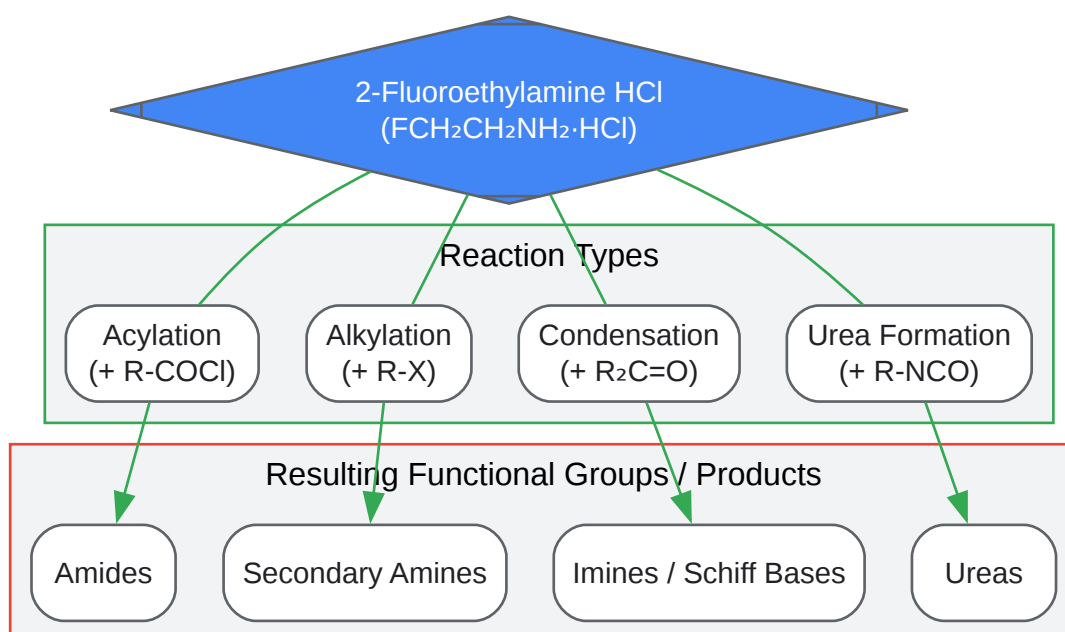 2-Fluoroethylamine HCl
(FCH₂CH₂NH₂·HCl)
Reaction Types
Acylation
(+ R-COCl)
Alkylation
(+ R-X)
Condensation
(+ R₂C=O)
Urea Formation
(+ R-NCO)
Resulting Functional Groups / Products
Amides
Secondary Amines
Imines / Schiff Bases
Ureas